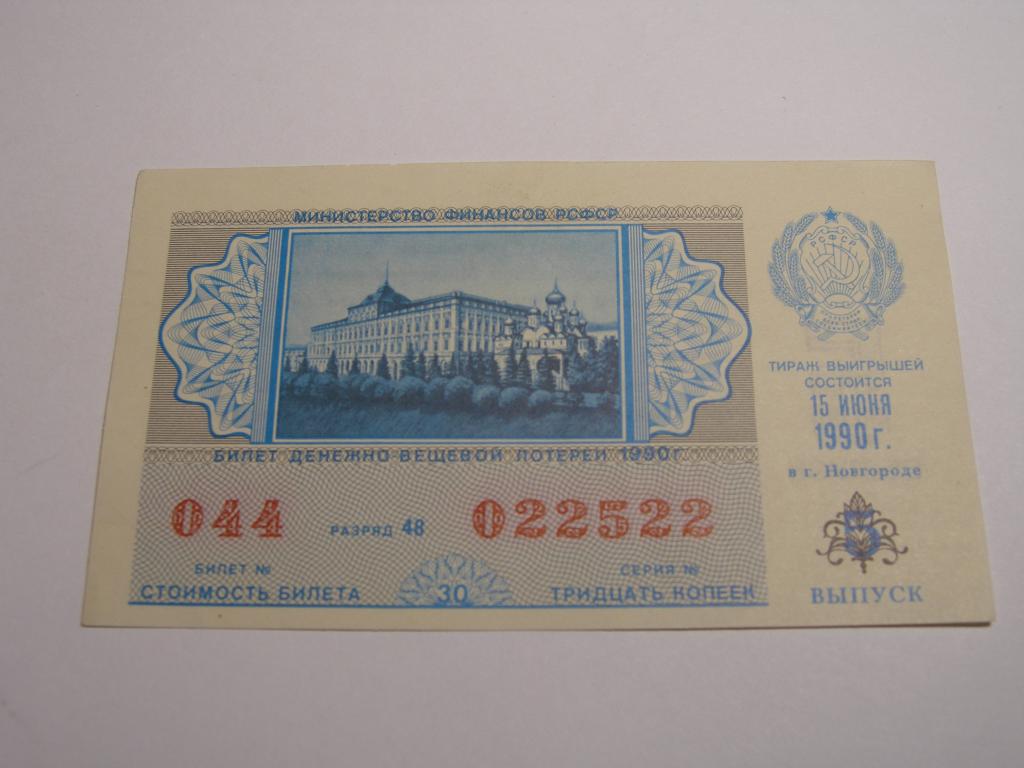 МИНИСТЕРСТВО ФИНАНСОВ РСФСР
РСФСР
ТИРАЖ ВЫИГРЫШЕЙ
СОСТОИТСЯ
15 ИЮНЯ
1990 г.
в г. Новгороде
5
ВЫПУСК
БИЛЕТ ДЕНЕЖНО ВЕЩЕВОЙ ЛОТЕРЕИ 1990 г
044 РАЗРЯД 48 022522
БИЛЕТ № СЕРИЯ №
СТОИМОСТЬ БИЛЕТА 30 ТРИДЦАТЬ КОПЕЕК